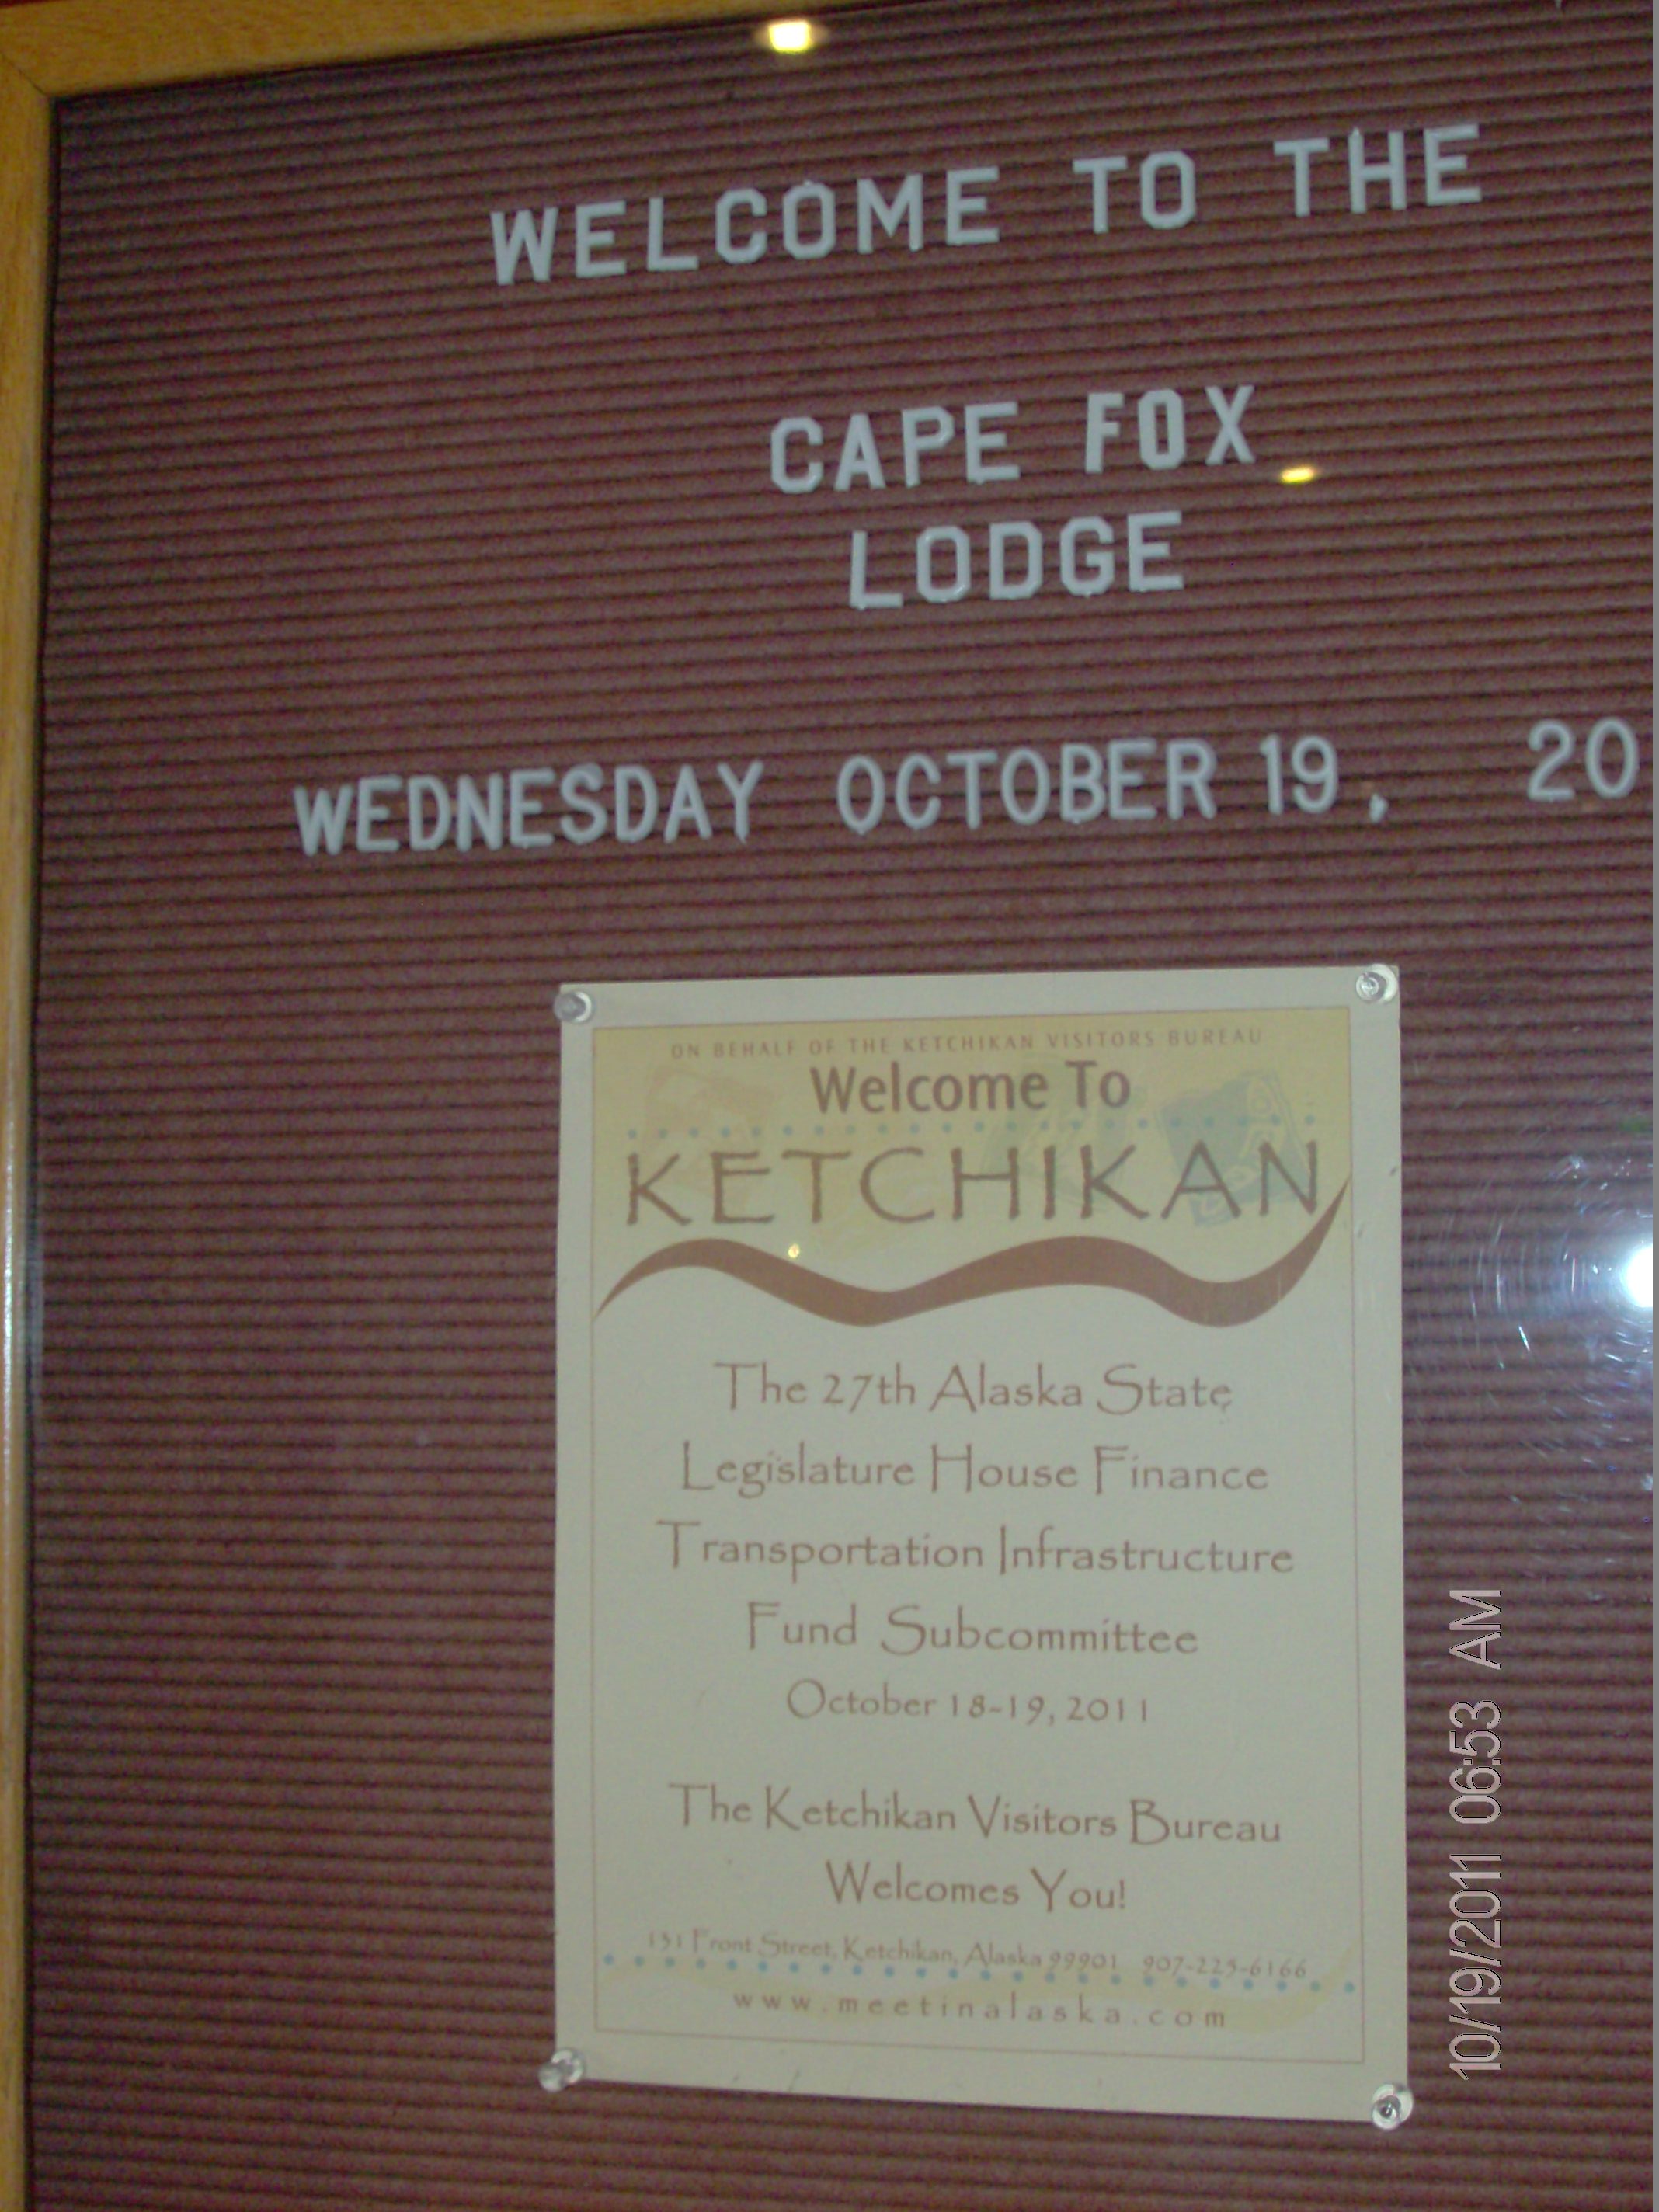 WELCOME TO THE
CAPE FOX
LODGE
WEDNESDAY OCTOBER 19, 20
ON BEHALF OF THE KETCHIKAN VISITORS BUREAU
Welcome To
KETCHIKAN
The 27th Alaska State
Legislature House Finance
Transportation Infrastructure
Fund Subcommittee
October 18-19, 2011
The Ketchikan Visitors Bureau
Welcomes You!
131 Front Street, Ketchikan, Alaska 99901 907-225-6166
www.meetinalaska.com
10/19/2011 06:53 AM